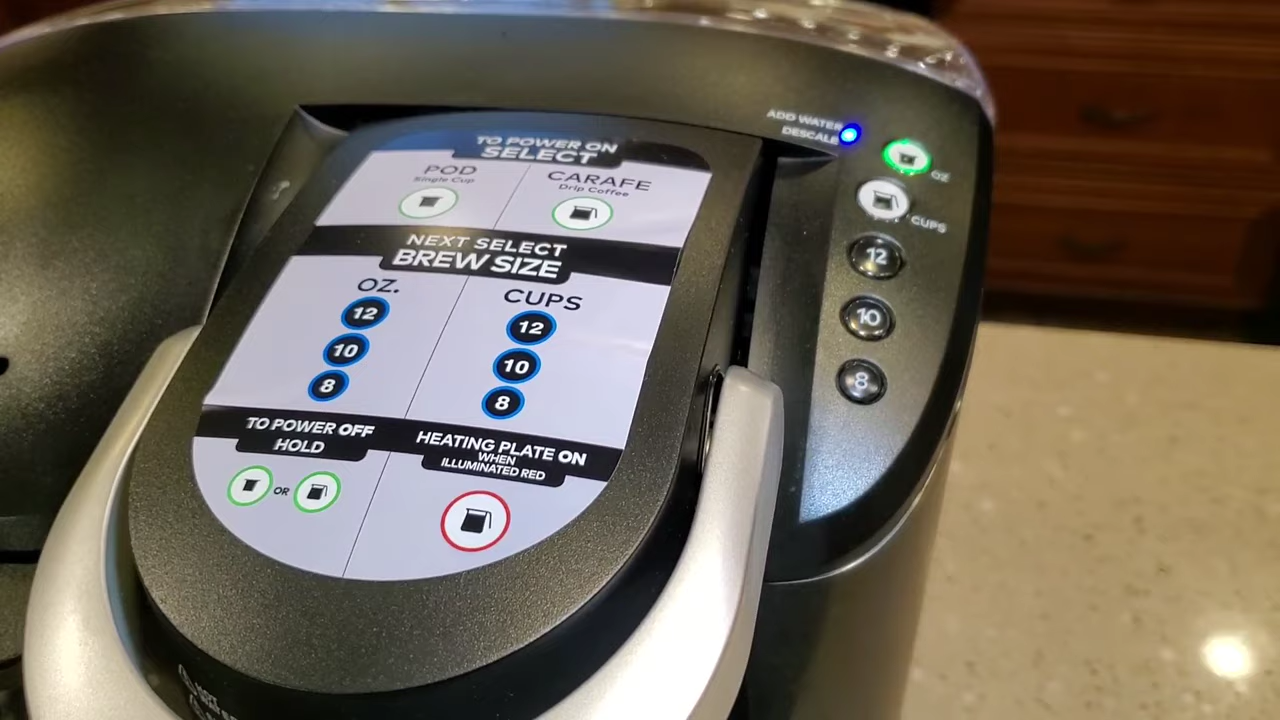 TO POWER ON
SELECT
POD
Single Cup
CARAFE
Drip Coffee
NEXT SELECT
BREW SIZE
OZ.
12
10
8
CUPS
12
10
8
TO POWER OFF
HOLD
OR
HEATING PLATE ON
WHEN
ILLUMINATED RED
ADD WATER
DESCALE
OZ
CUPS
12
10
8
HOT